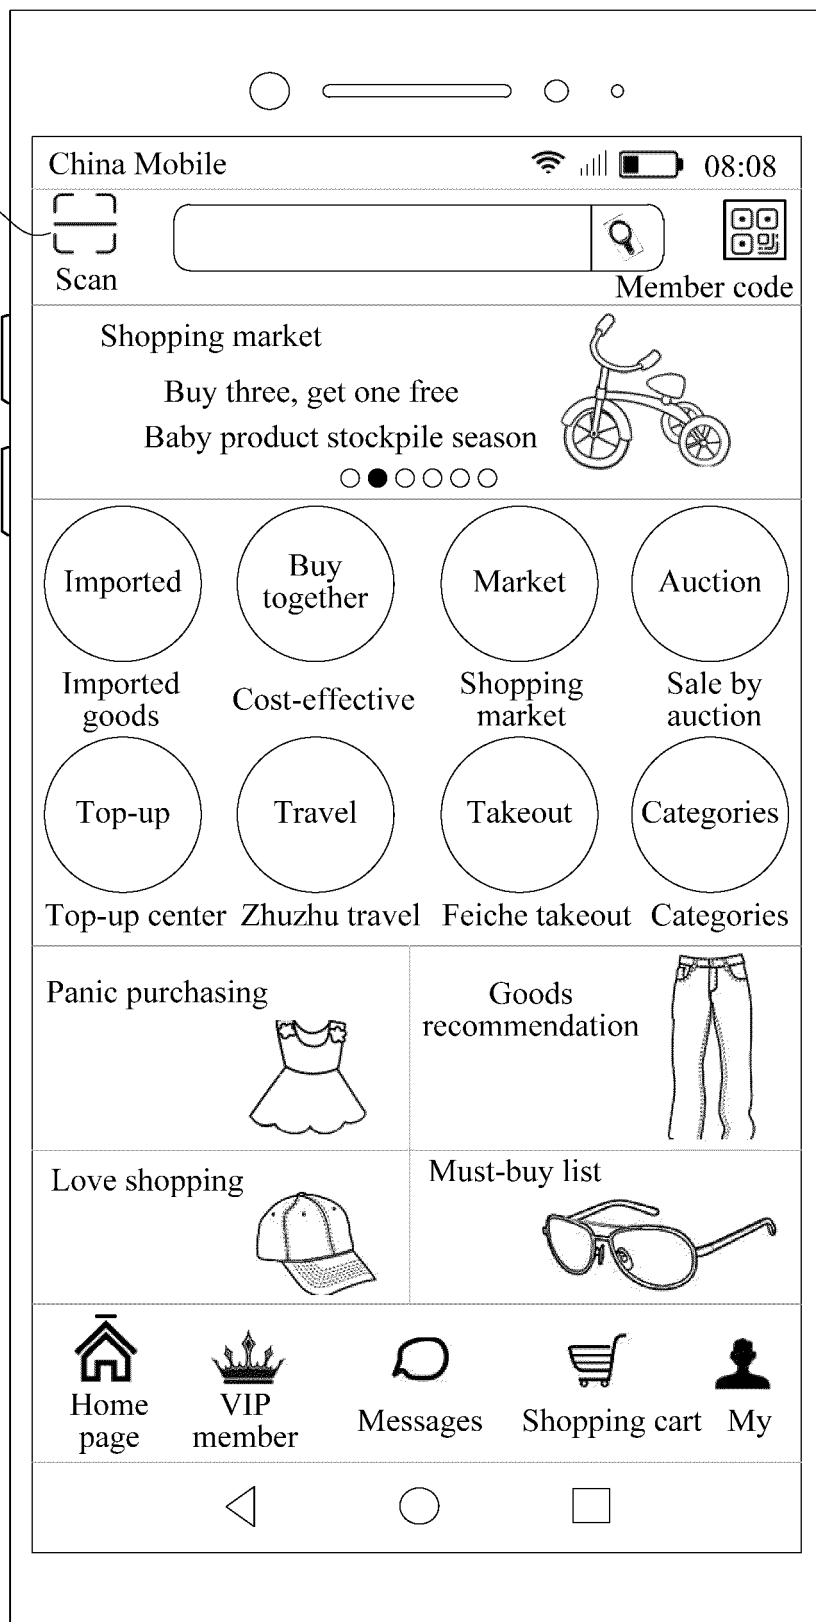 China Mobile
08:08
Scan
Member code
Shopping market
Buy three, get one free
Baby product stockpile season
Imported
Buy
together
Market
Auction
Imported
goods
Cost-effective
Shopping
market
Sale by
auction
Top-up
Travel
Takeout
Categories
Top-up center
Zhuzhu travel
Feiche takeout
Categories
Panic purchasing
Goods
recommendation
Love shopping
Must-buy list
Home
page
VIP
member
Messages
Shopping cart
My